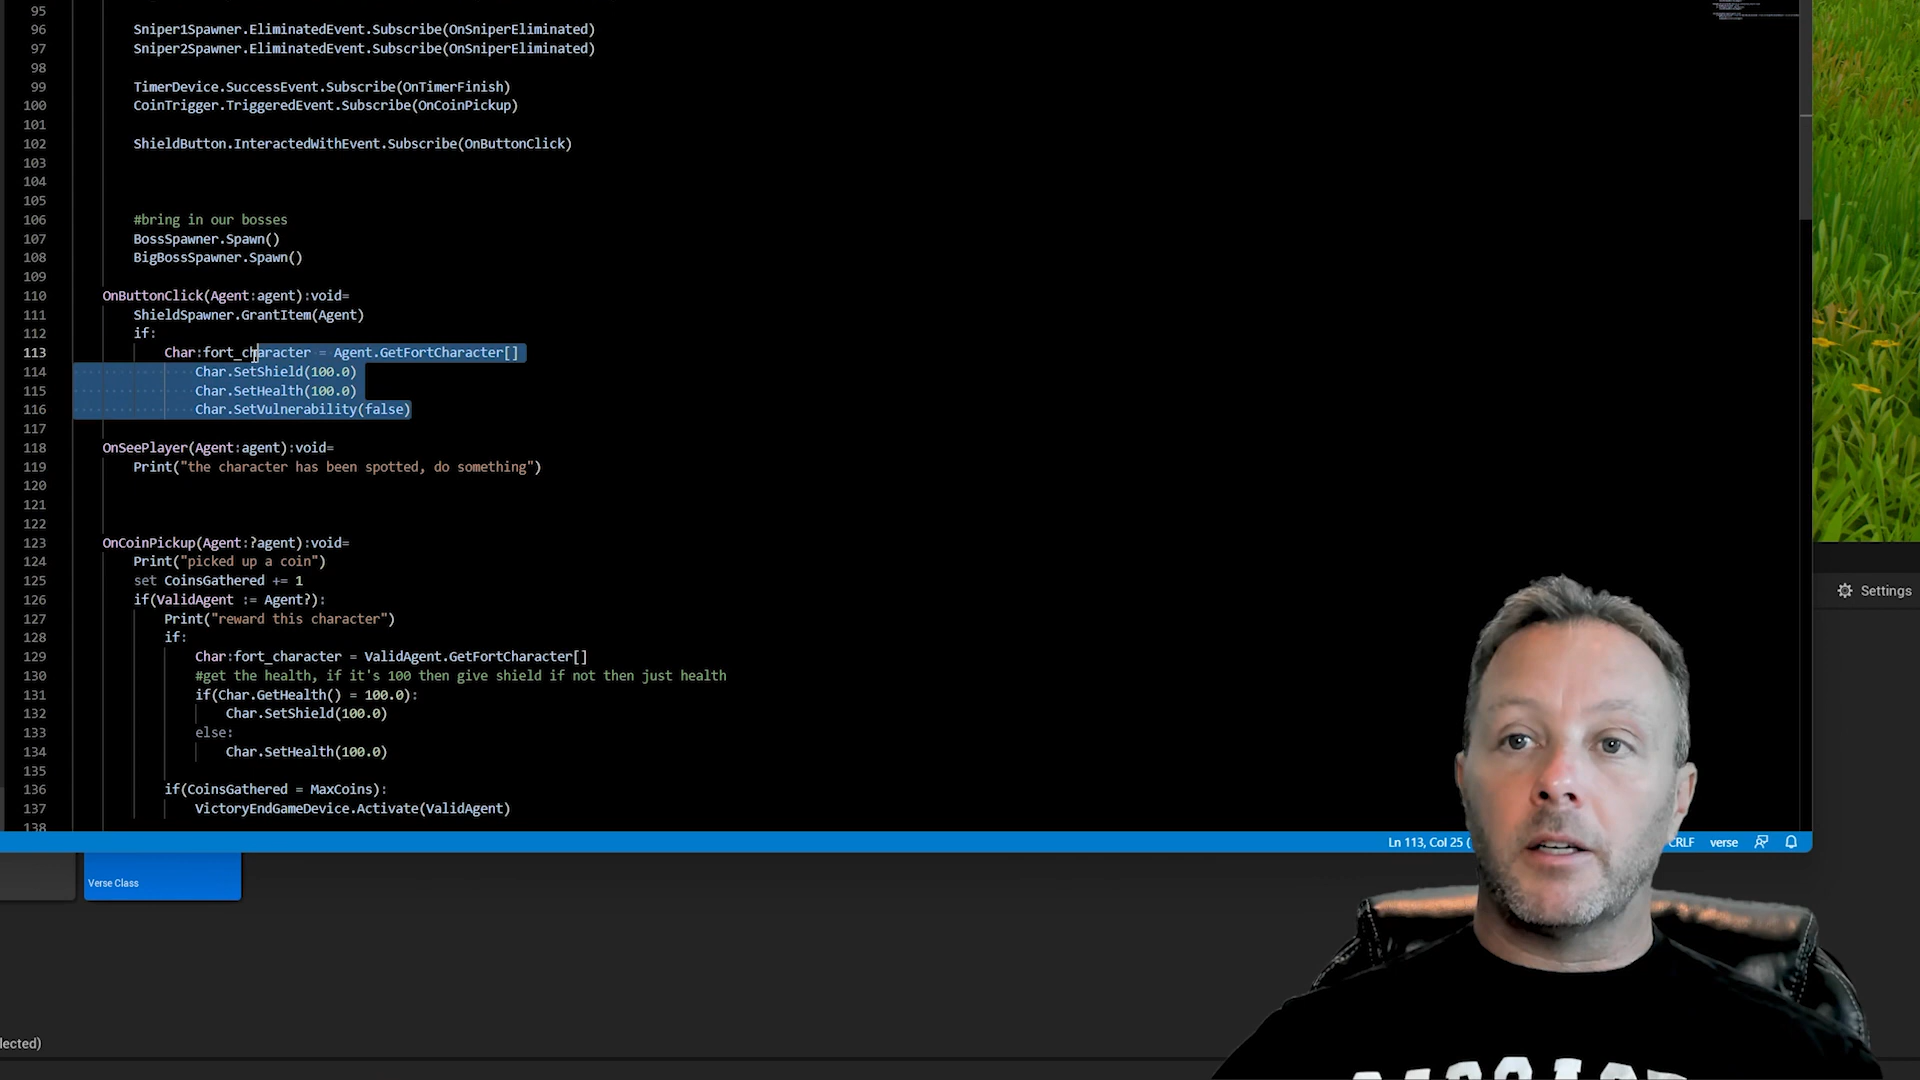 95
96 Sniper1Spawner.EliminatedEvent.Subscribe(OnSniperEliminated)
97 Sniper2Spawner.EliminatedEvent.Subscribe(OnSniperEliminated)
98
99 TimerDevice.SuccessEvent.Subscribe(OnTimerFinish)
100 CoinTrigger.TriggeredEvent.Subscribe(OnCoinPickup)
101
102 ShieldButton.InteractedWithEvent.Subscribe(OnButtonClick)
103
104
105
106 #bring in our bosses
107 BossSpawner.Spawn()
108 BigBossSpawner.Spawn()
109
110 OnButtonClick(Agent:agent):void=
111 ShieldSpawner.GrantItem(Agent)
112 if:
113 Char:fort_character = Agent.GetFortCharacter[]
114 Char.SetShield(100.0)
115 Char.SetHealth(100.0)
116 Char.SetVulnerability(false)
117
118 OnSeePlayer(Agent:agent):void=
119 Print("the character has been spotted, do something")
120
121
122
123 OnCoinPickup(Agent:?agent):void=
124 Print("picked up a coin")
125 set CoinsGathered += 1
126 if(ValidAgent := Agent?):
127 Print("reward this character")
128 if:
129 Char:fort_character = ValidAgent.GetFortCharacter[]
130 #get the health, if it's 100 then give shield if not then just health
131 if(Char.GetHealth() = 100.0):
132 Char.SetShield(100.0)
133 else:
134 Char.SetHealth(100.0)
135
136 if(CoinsGathered = MaxCoins):
137 VictoryEndGameDevice.Activate(ValidAgent)
138
Settings
Ln 113, Col 25 (
CRLF verse
Verse Class
lected)